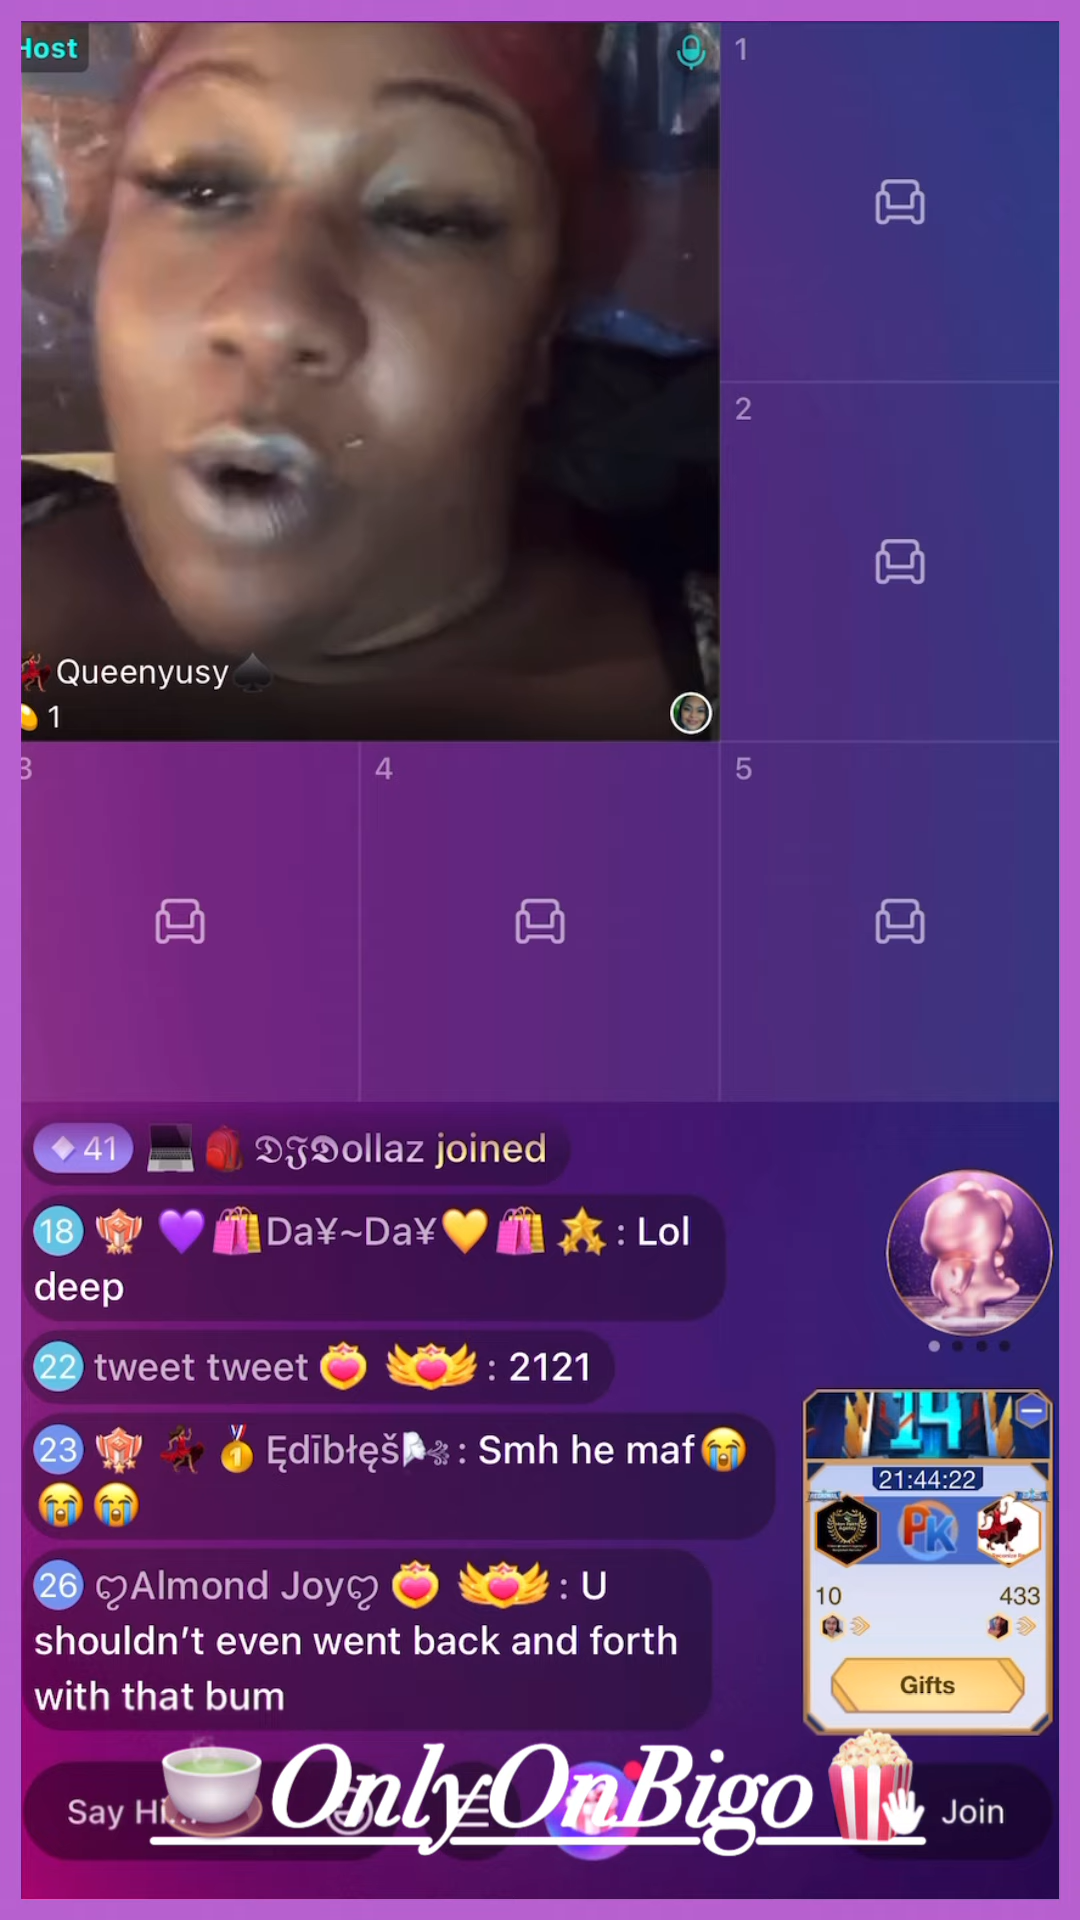 Host
1
2
Queenyusy
1
3
4
5
41 𝔇𝔍𝕯ollaz joined
18 Da¥~Da¥ : Lol
deep
22 tweet tweet : 2121
23 Ędībłęš : Smh he maf
26 ღAlmond Joyღ : U
shouldn't even went back and forth
with that bum
14
21:44:22
PK
10 433
Gifts
Say Hi...
OnlyOnBigo
Join